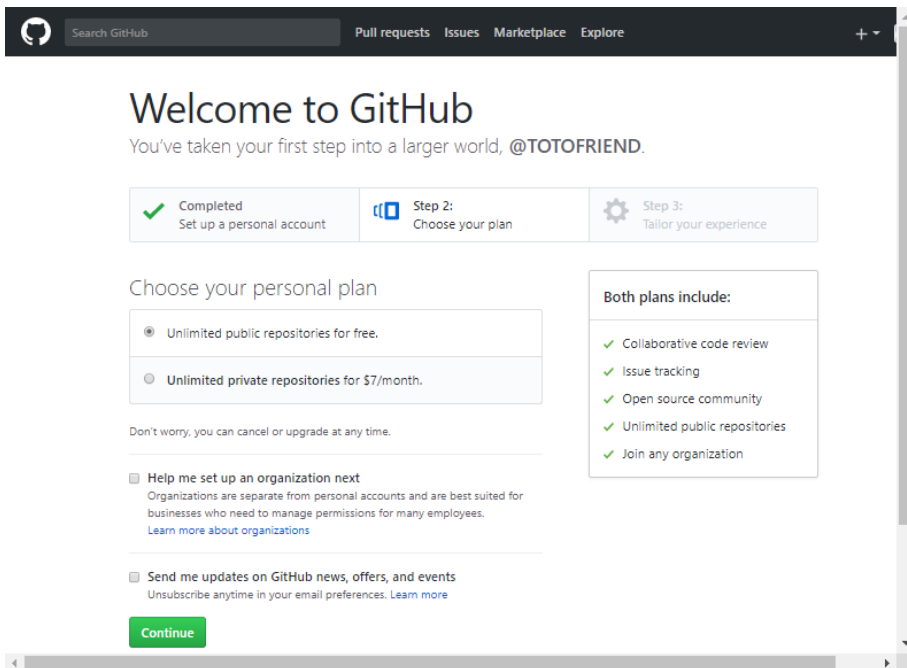 Search GitHub
Pull requests Issues Marketplace Explore
Welcome to GitHub
You've taken your first step into a larger world, @TOTOFRIEND.
Completed
Set up a personal account
Step 2:
Choose your plan
Step 3:
Tailor your experience
Choose your personal plan
Unlimited public repositories for free.
Unlimited private repositories for $7/month.
Don't worry, you can cancel or upgrade at any time.
Help me set up an organization next
Organizations are separate from personal accounts and are best suited for
businesses who need to manage permissions for many employees.
Learn more about organizations
Send me updates on GitHub news, offers, and events
Unsubscribe anytime in your email preferences. Learn more
Continue
Both plans include:
Collaborative code review
Issue tracking
Open source community
Unlimited public repositories
Join any organization